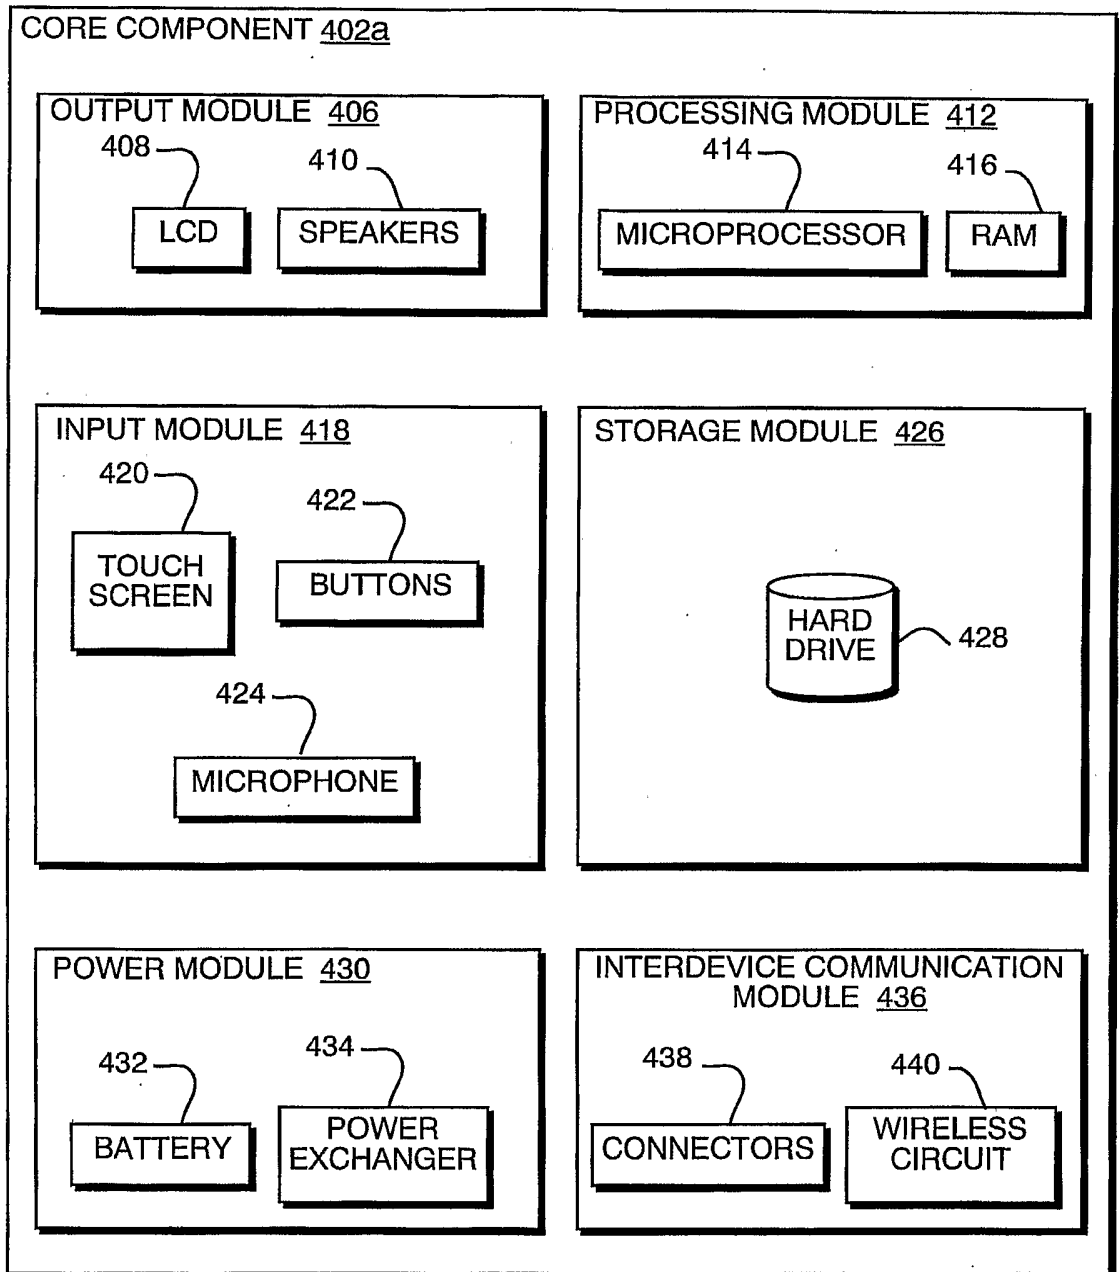 CORE COMPONENT 402a
OUTPUT MODULE 406
408
410
LCD
SPEAKERS
PROCESSING MODULE 412
414
416
MICROPROCESSOR
RAM
INPUT MODULE 418
420
422
TOUCH
SCREEN
BUTTONS
424
MICROPHONE
STORAGE MODULE 426
HARD
DRIVE
428
POWER MODULE 430
432
434
BATTERY
POWER
EXCHANGER
INTERDEVICE COMMUNICATION
MODULE 436
438
440
CONNECTORS
WIRELESS
CIRCUIT